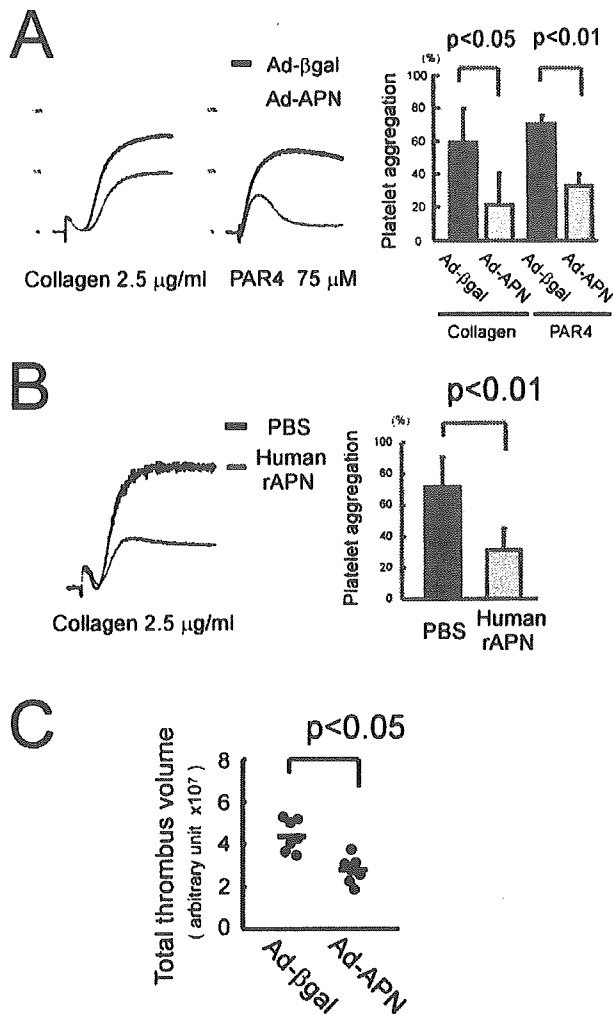 A
Ad-βgal
Ad-APN
Collagen 2.5 μg/ml
PAR4 75 μM
p<0.05 p<0.01
(%)
Platelet aggregation
100
80
60
40
20
0
Ad-βgal
Ad-APN
Ad-βgal
Ad-APN
Collagen
PAR4
B
PBS
Human
rAPN
Collagen 2.5 μg/ml
p<0.01
(%)
Platelet aggregation
100
80
60
40
20
0
PBS
Human
rAPN
C
p<0.05
Total thrombus volume
( arbitrary unit x10⁷ )
8
6
4
2
0
Ad-βgal
Ad-APN